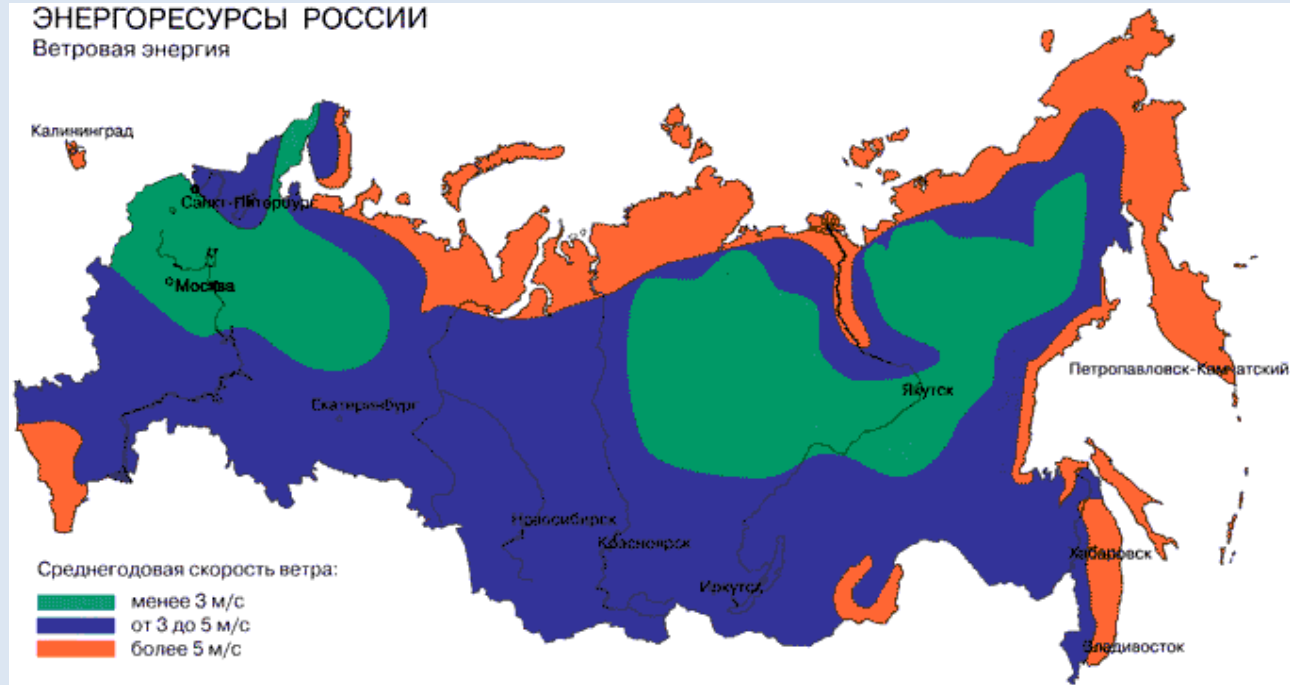 ЭНЕРГОРЕСУРСЫ РОССИИ
Ветровая энергия
Калининград
Санкт-Петербург
Москва
Екатеринбург
Новосибирск
Красноярск
Иркутск
Якутск
Петропавловск-Камчатский
Хабаровск
Владивосток
Среднегодовая скорость ветра:
менее 3 м/с
от 3 до 5 м/с
более 5 м/с